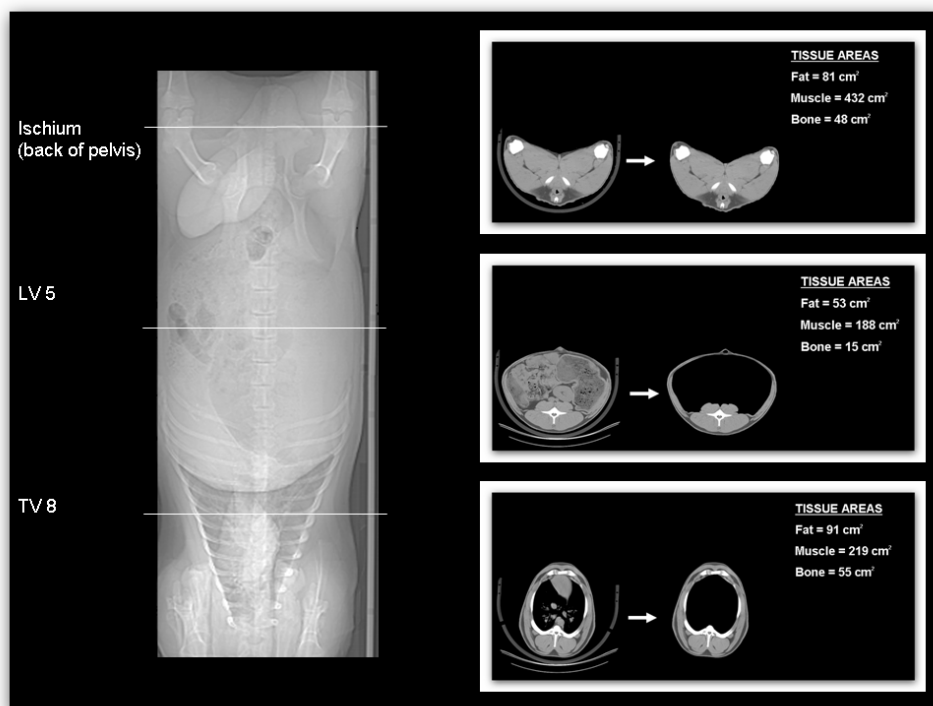 Ischium
(back of pelvis)
LV 5
TV 8
TISSUE AREAS
Fat = 81 cm²
Muscle = 432 cm²
Bone = 48 cm²
TISSUE AREAS
Fat = 53 cm²
Muscle = 188 cm²
Bone = 15 cm²
TISSUE AREAS
Fat = 91 cm²
Muscle = 219 cm²
Bone = 55 cm²